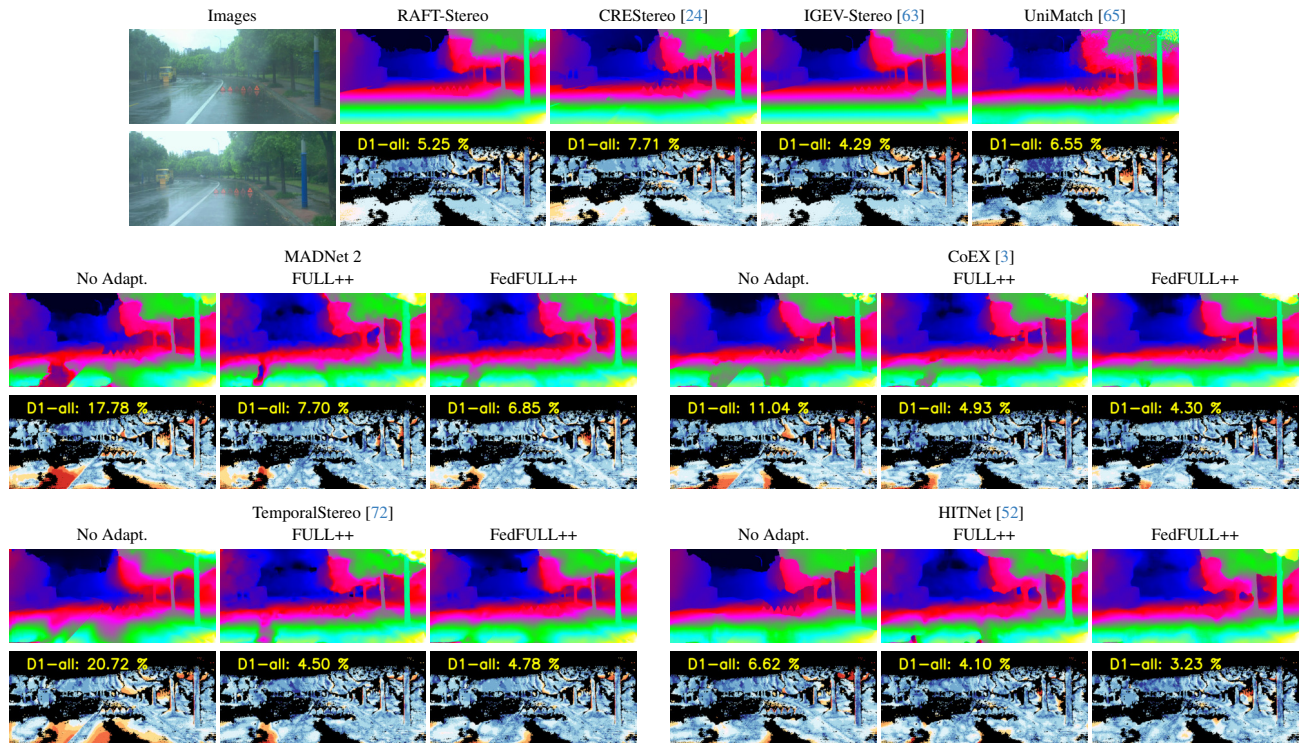 Images RAFT-Stereo CREStereo [24] IGEV-Stereo [63] UniMatch [65]
D1-all: 5.25 % D1-all: 7.71 % D1-all: 4.29 % D1-all: 6.55 %
MADNet 2 CoEX [3]
No Adapt. FULL++ FedFULL++ No Adapt. FULL++ FedFULL++
D1-all: 17.78 % D1-all: 7.70 % D1-all: 6.85 % D1-all: 11.04 % D1-all: 4.93 % D1-all: 4.30 %
TemporalStereo [72] HITNet [52]
No Adapt. FULL++ FedFULL++ No Adapt. FULL++ FedFULL++
D1-all: 20.72 % D1-all: 4.50 % D1-all: 4.78 % D1-all: 6.62 % D1-all: 4.10 % D1-all: 3.23 %